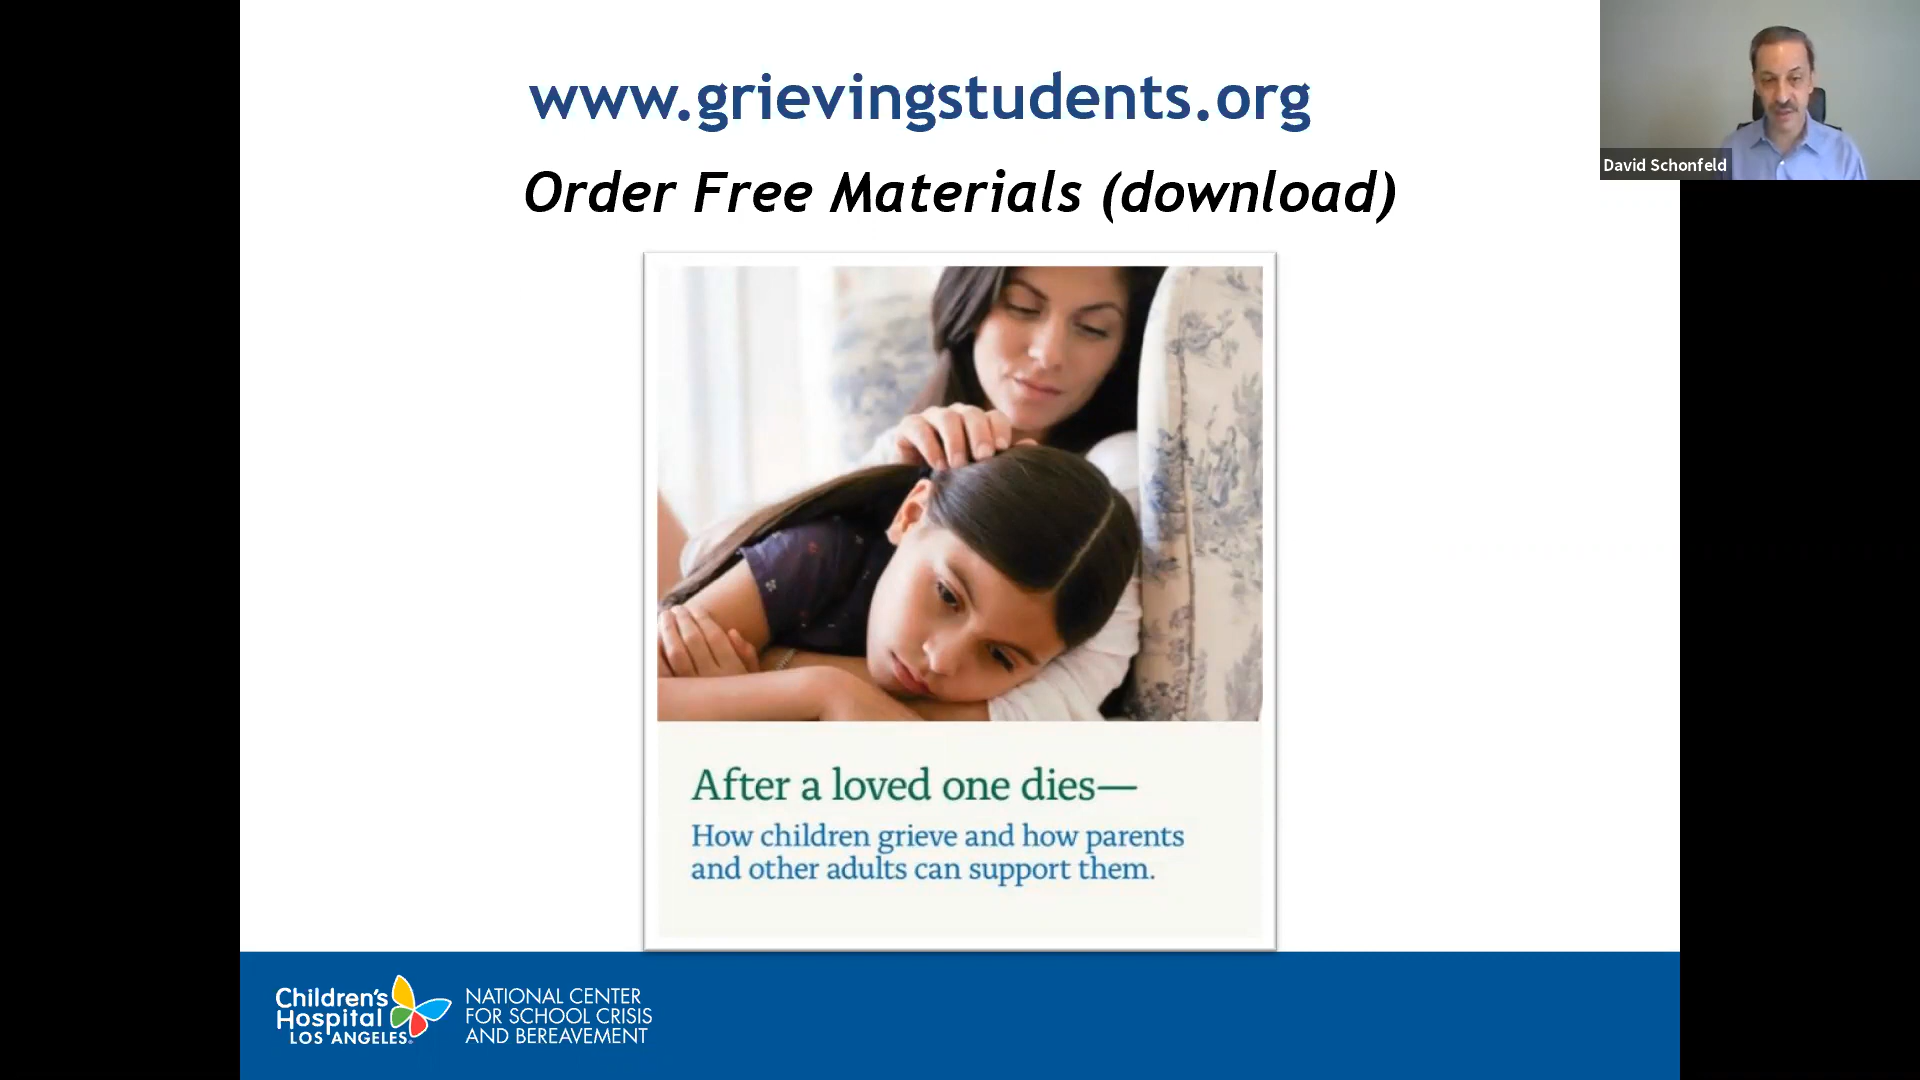 www.grievingstudents.org
Order Free Materials (download)
David Schonfeld
After a loved one dies—
How children grieve and how parents
and other adults can support them.
Children's
Hospital
LOS ANGELES®
NATIONAL CENTER
FOR SCHOOL CRISIS
AND BEREAVEMENT